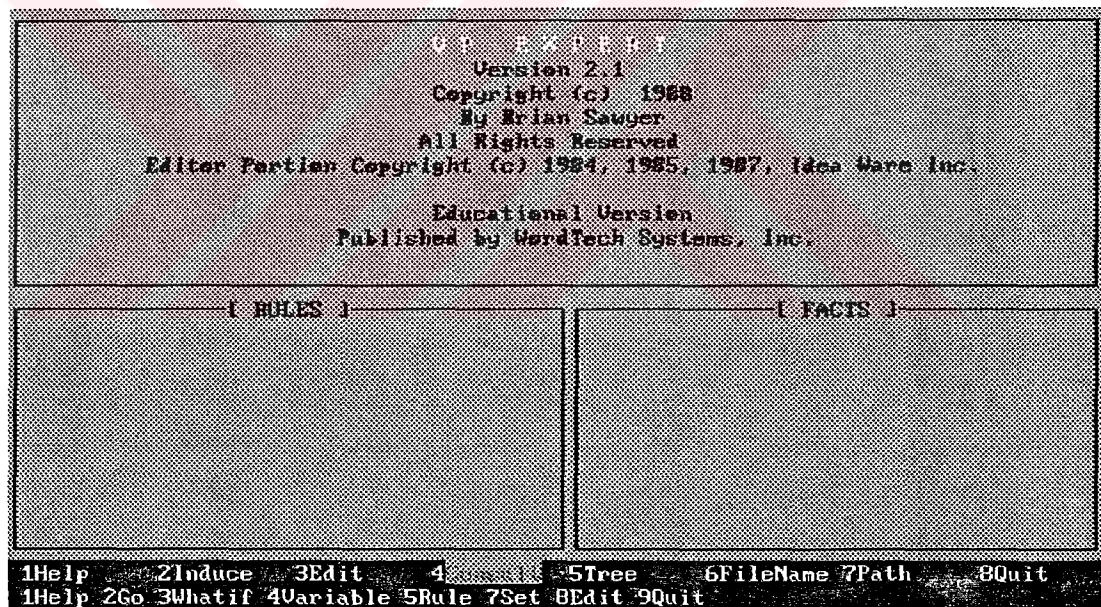 VP EXPERT
Version 2.1
Copyright (c) 1988
By Brian Sawyer
All Rights Reserved
Editor Portion Copyright (c) 1984, 1985, 1987, Idea Ware Inc.
Educational Version
Published by WordTech Systems, Inc.
[ RULES ]
[ FACTS ]
1Help 2Induce 3Edit 4 5Tree 6FileName 7Path 8Quit
1Help 2Go 3WhatIf 4Variable 5Rule 7Set 8Edit 9Quit